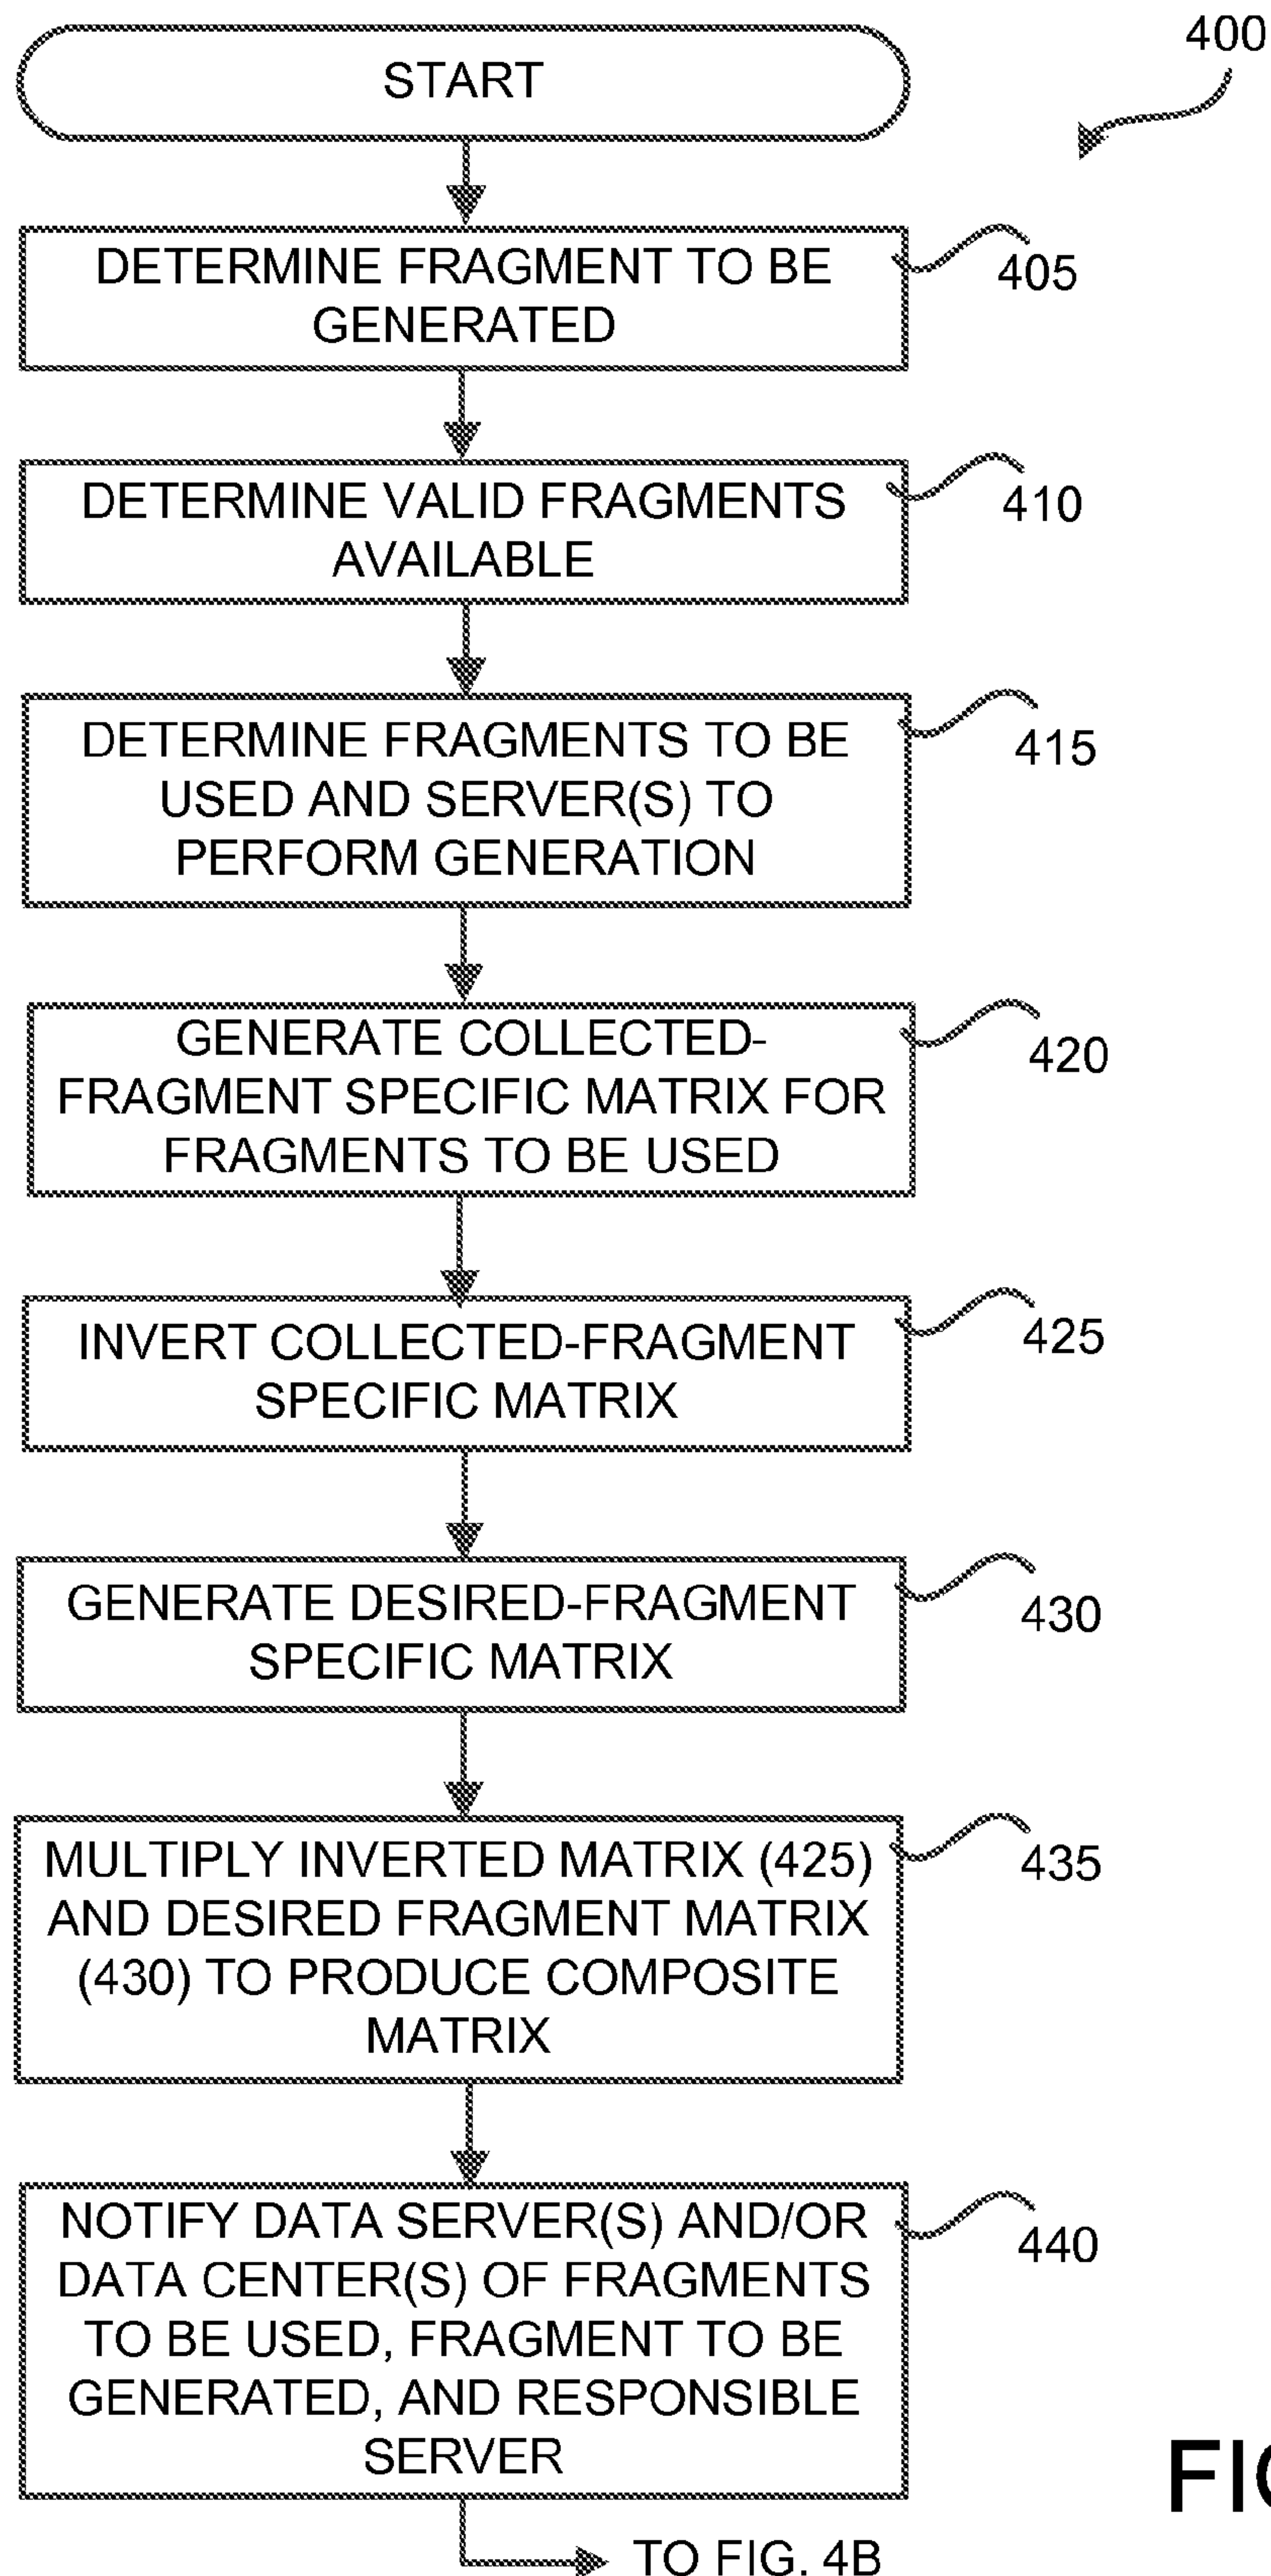 400
START
DETERMINE FRAGMENT TO BE
GENERATED
405
DETERMINE VALID FRAGMENTS
AVAILABLE
410
DETERMINE FRAGMENTS TO BE
USED AND SERVER(S) TO
PERFORM GENERATION
415
GENERATE COLLECTED-
FRAGMENT SPECIFIC MATRIX FOR
FRAGMENTS TO BE USED
420
INVERT COLLECTED-FRAGMENT
SPECIFIC MATRIX
425
GENERATE DESIRED-FRAGMENT
SPECIFIC MATRIX
430
MULTIPLY INVERTED MATRIX (425)
AND DESIRED FRAGMENT MATRIX
(430) TO PRODUCE COMPOSITE
MATRIX
435
NOTIFY DATA SERVER(S) AND/OR
DATA CENTER(S) OF FRAGMENTS
TO BE USED, FRAGMENT TO BE
GENERATED, AND RESPONSIBLE
SERVER
440
TO FIG. 4B